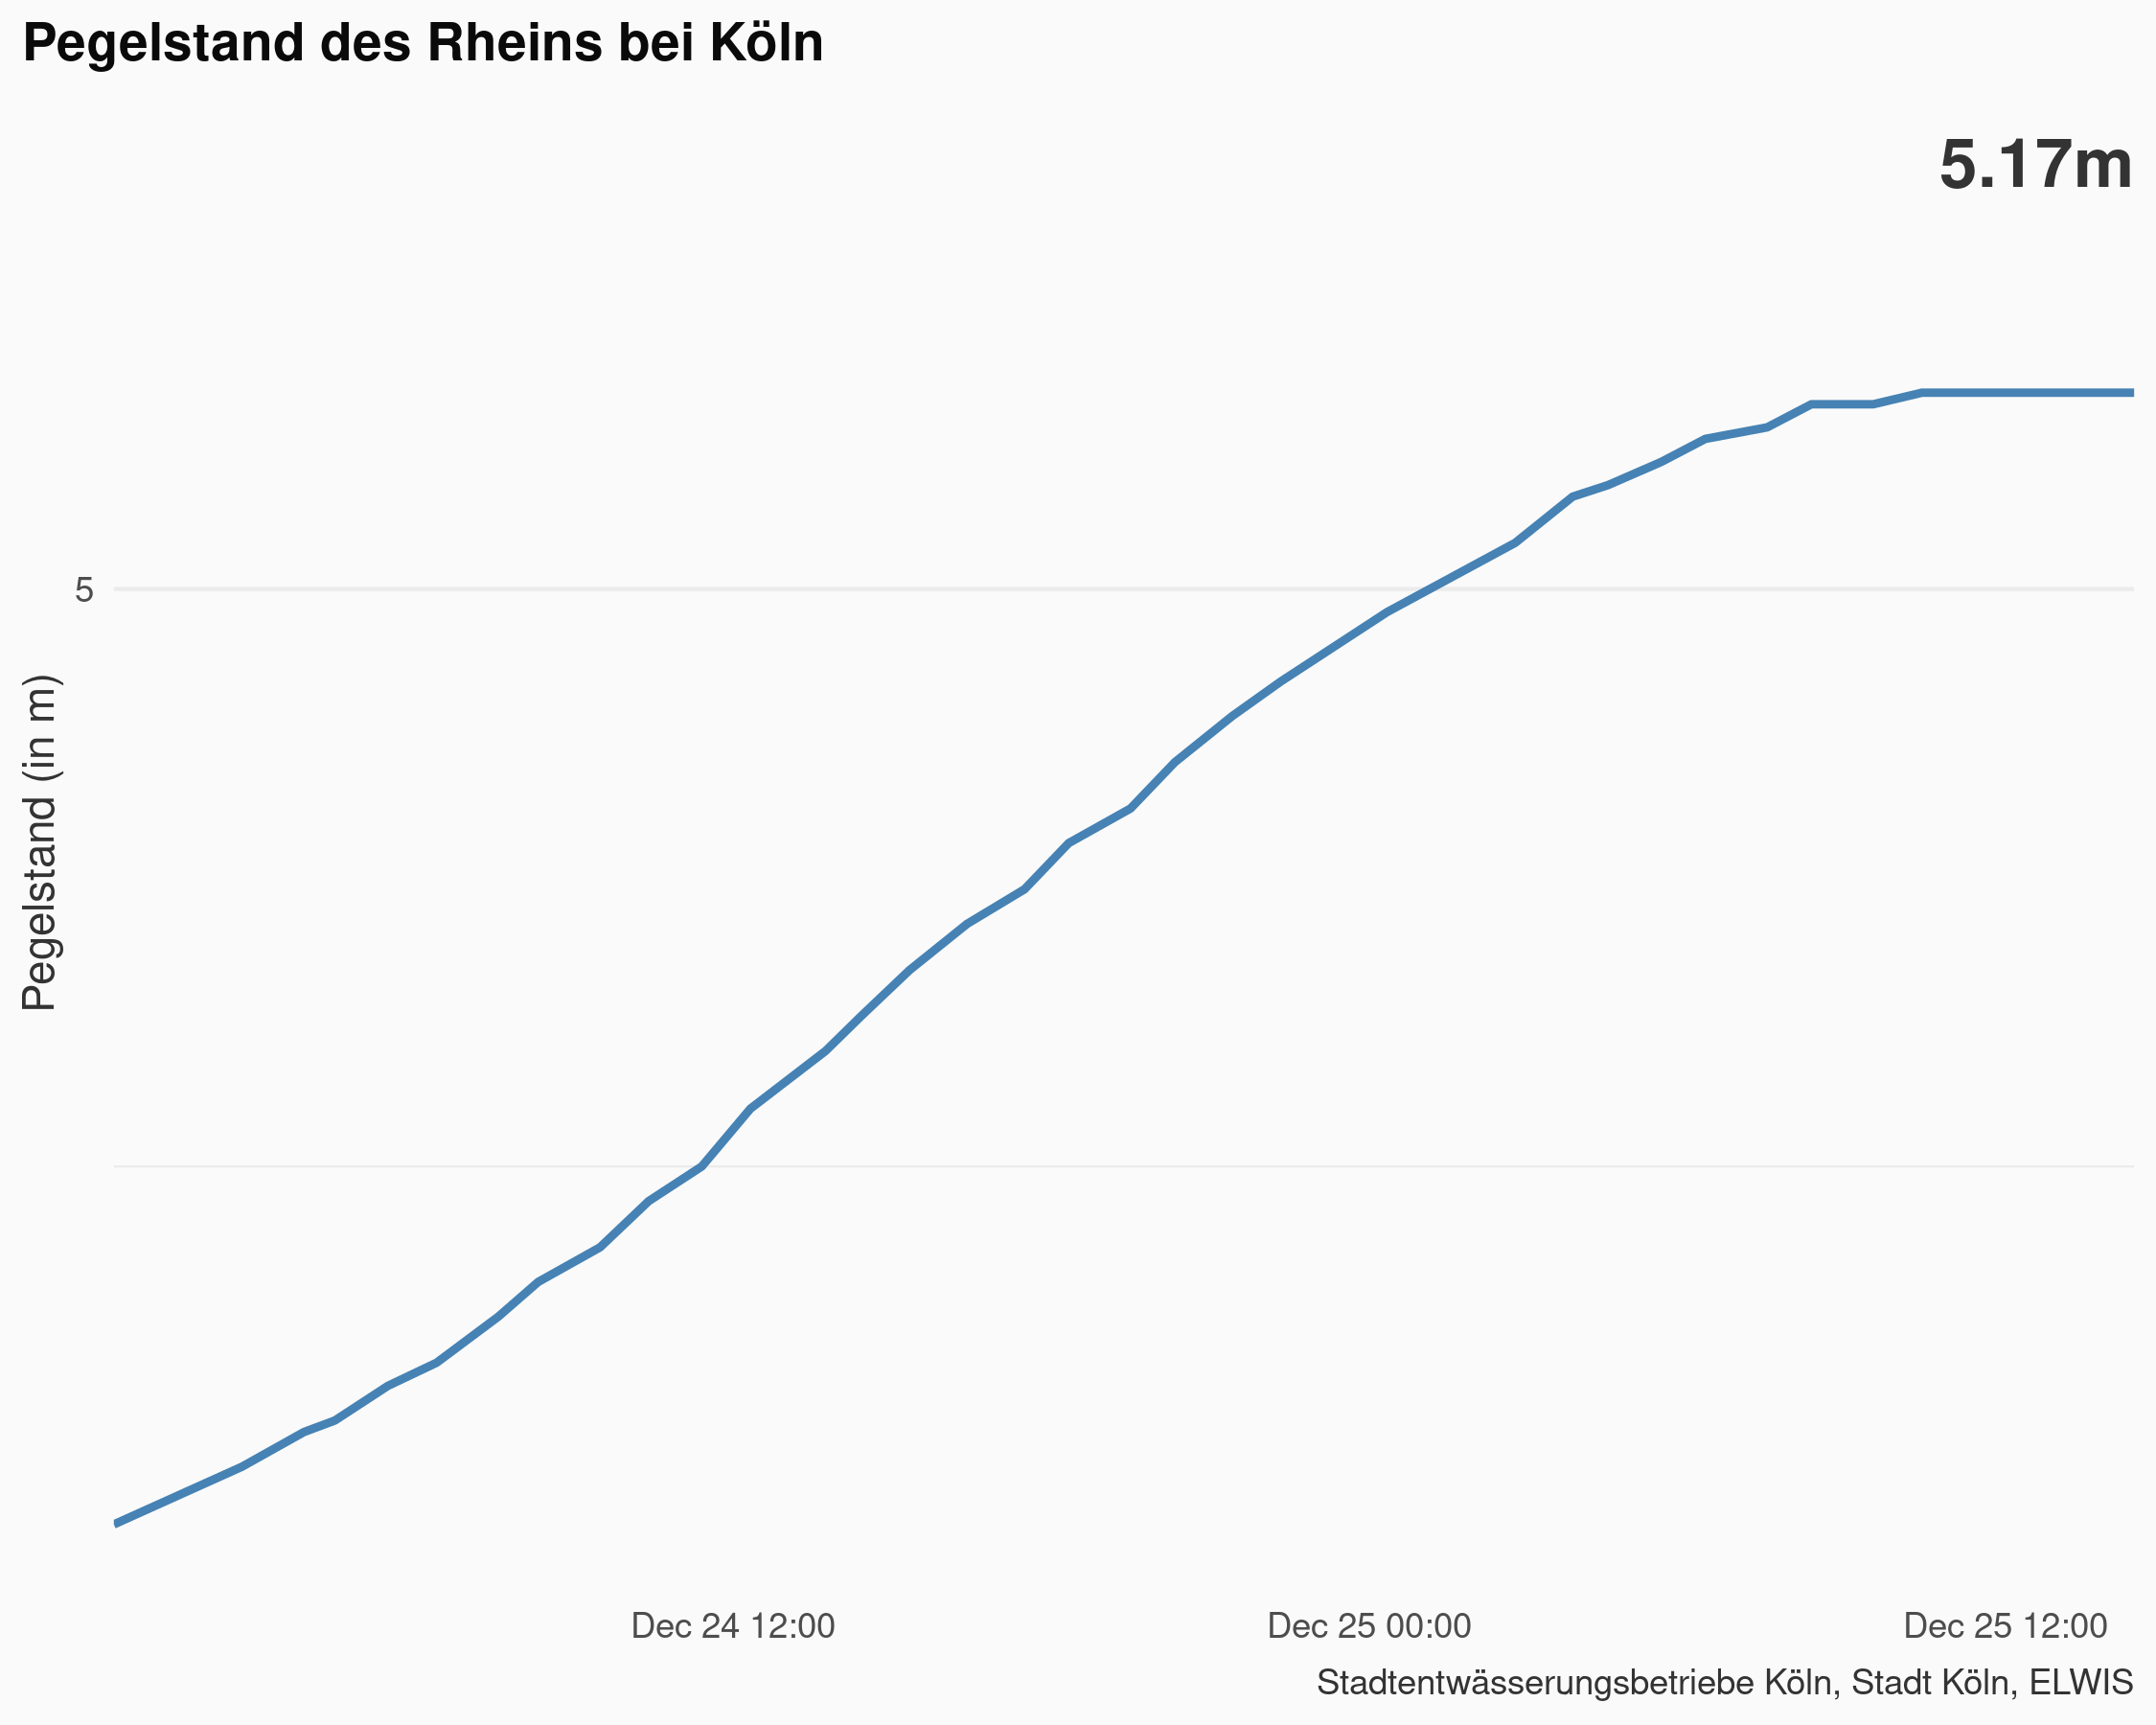 Pegelstand des Rheins bei Köln
5.17m
5
Pegelstand (in m)
Dec 24 12:00
Dec 25 00:00
Dec 25 12:00
Stadtentwässerungsbetriebe Köln, Stadt Köln, ELWIS